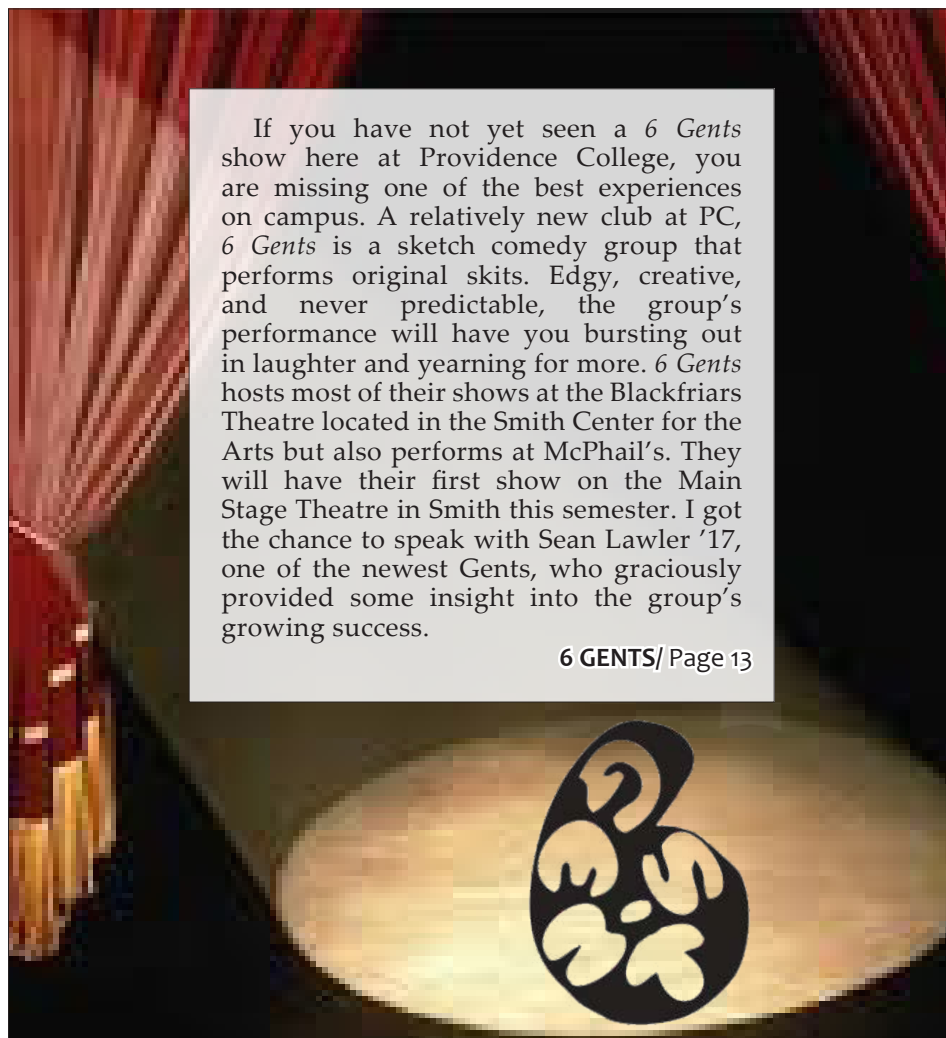 If you have not yet seen a 6 Gents
show here at Providence College, you
are missing one of the best experiences
on campus. A relatively new club at PC,
6 Gents is a sketch comedy group that
performs original skits. Edgy, creative,
and never predictable, the group’s
performance will have you bursting out
in laughter and yearning for more. 6 Gents
hosts most of their shows at the Blackfriars
Theatre located in the Smith Center for the
Arts but also performs at McPhail’s. They
will have their first show on the Main
Stage Theatre in Smith this semester. I got
the chance to speak with Sean Lawler ’17,
one of the newest Gents, who graciously
provided some insight into the group’s
growing success.
6 GENTS/ Page 13